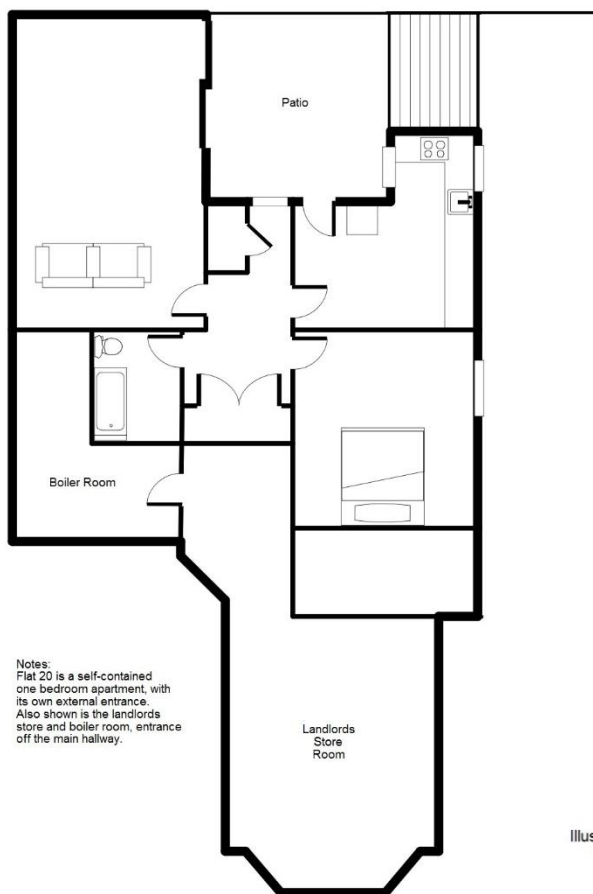 Patio
Boiler Room
Notes:
Flat 20 is a self-contained
one bedroom apartment, with
its own external entrance.
Also shown is the landlords
store and boiler room, entrance
off the main hallway.
Landlords
Store
Room
Illus